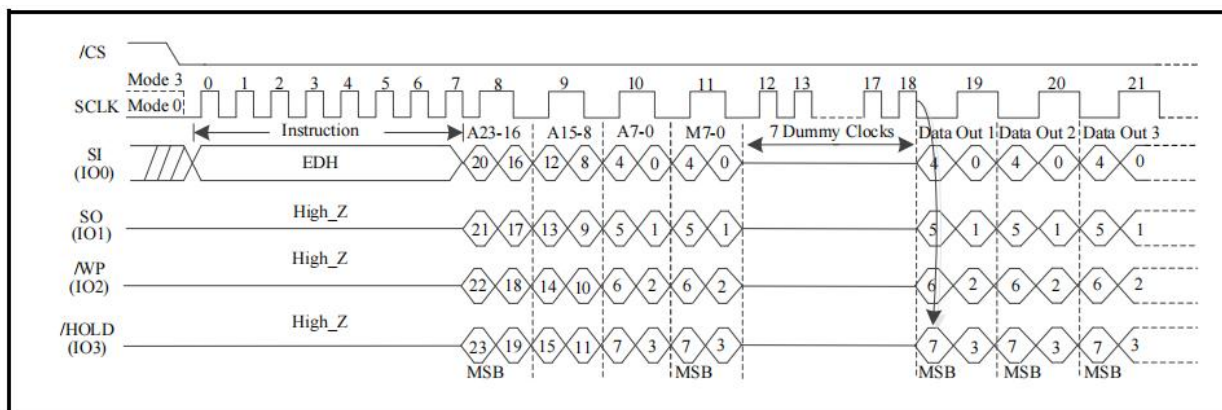 /CS
Mode 3 0 1 2 3 4 5 6 7 8 9 10 11 12 13 17 18 19 20 21
SCLK Mode 0
Instruction A23-16 A15-8 A7-0 M7-0 7 Dummy Clocks Data Out 1 Data Out 2 Data Out 3
SI
(IO0) EDH 20 16 12 8 4 0 4 0 4 0 4 0 4 0
High_Z
SO
(IO1) 21 17 13 9 5 1 5 1 5 1 5 1 5 1
High_Z
/WP
(IO2) 22 18 14 10 6 2 6 2 6 2 6 2 6 2
High_Z
/HOLD
(IO3) 23 19 15 11 7 3 7 3 7 3 7 3 7 3
MSB MSB MSB MSB MSB